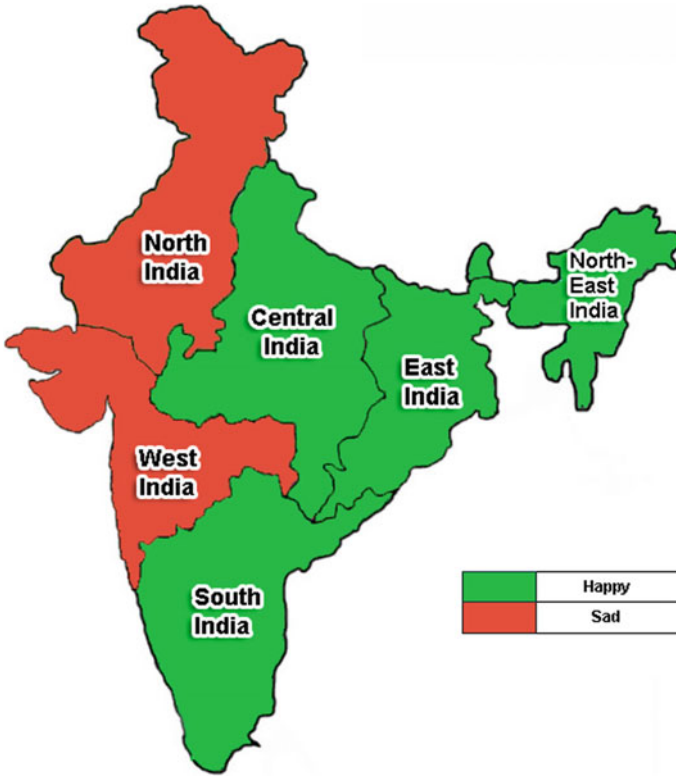 North
India
North-
East
India
Central
India
East
India
West
India
South
India
Happy
Sad